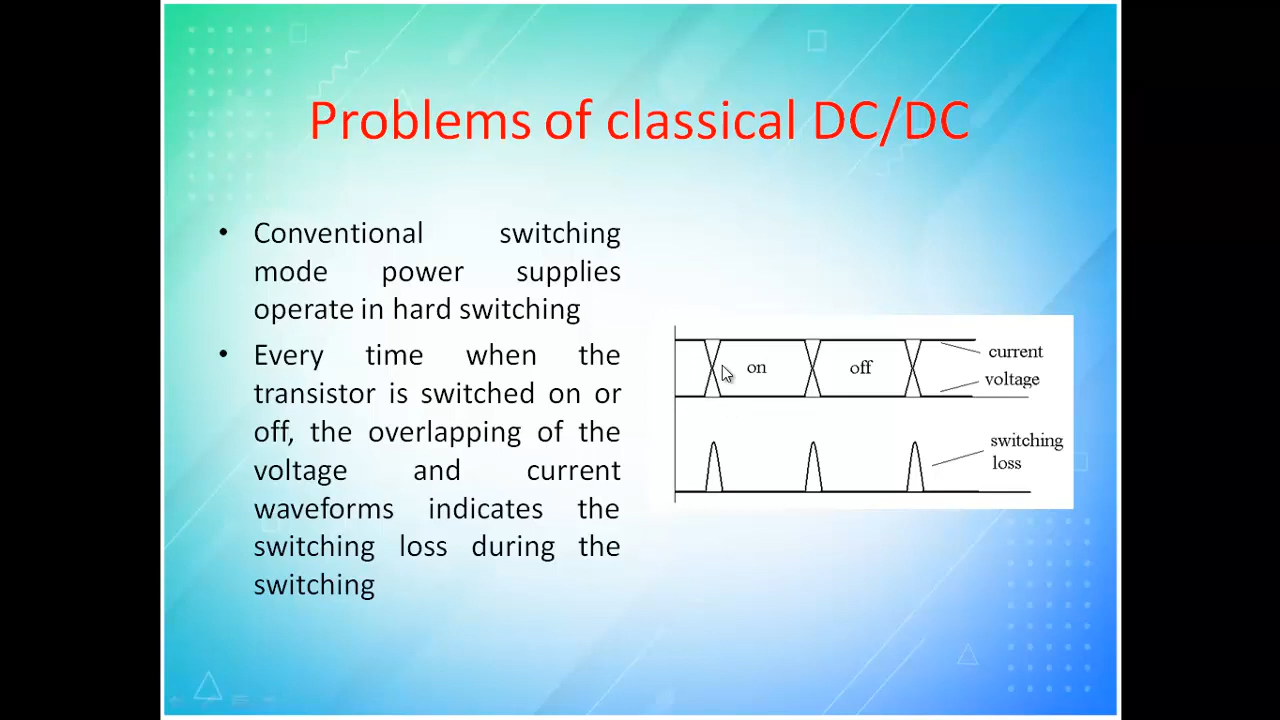 Problems of classical DC/DC
• Conventional switching
mode power supplies
operate in hard switching
• Every time when the
transistor is switched on or
off, the overlapping of the
voltage and current
waveforms indicates the
switching loss during the
switching
on
off
current
voltage
switching
loss